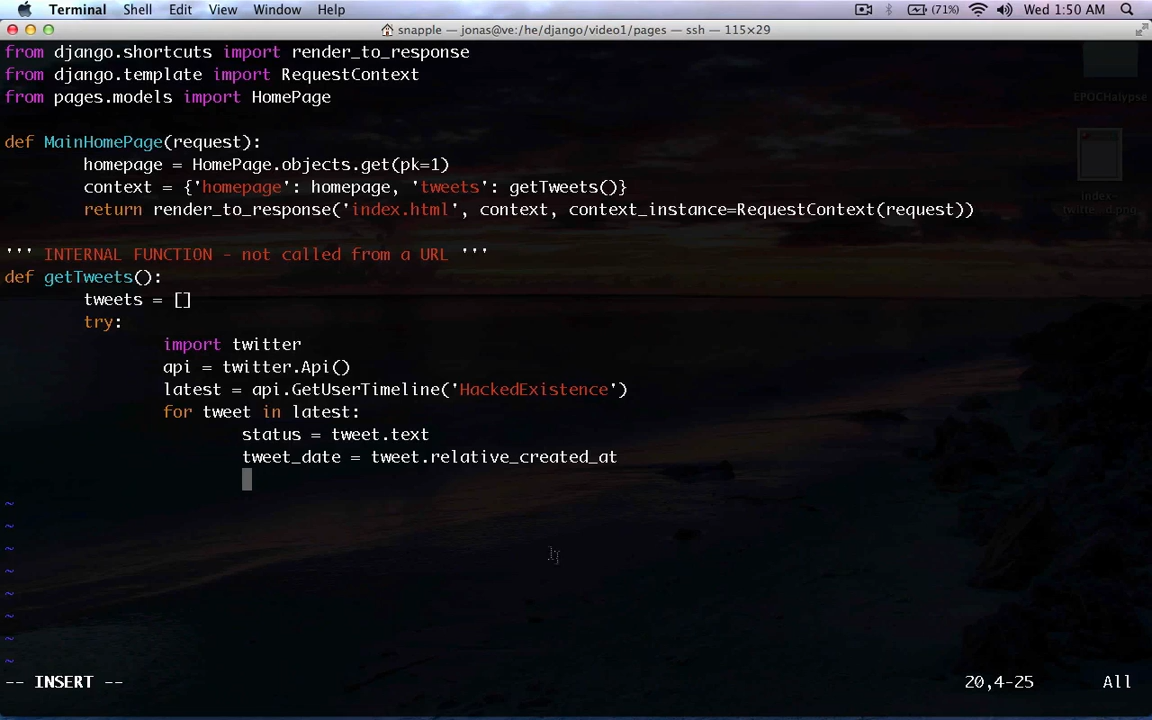 Terminal Shell Edit View Window Help (71%) Wed 1:50 AM
snapple — jonas@ve:/he/django/video1/pages — ssh — 115×29
from django.shortcuts import render_to_response
from django.template import RequestContext
from pages.models import HomePage
EPOCHalypse
def MainHomePage(request):
homepage = HomePage.objects.get(pk=1)
context = {'homepage': homepage, 'tweets': getTweets()}
return render_to_response('index.html', context, context_instance=RequestContext(request))
''' INTERNAL FUNCTION - not called from a URL '''
def getTweets():
tweets = []
try:
import twitter
api = twitter.Api()
latest = api.GetUserTimeline('HackedExistence')
for tweet in latest:
status = tweet.text
tweet_date = tweet.relative_created_at
~
~
~
~
~
~
~
~
-- INSERT -- 20,4-25 All